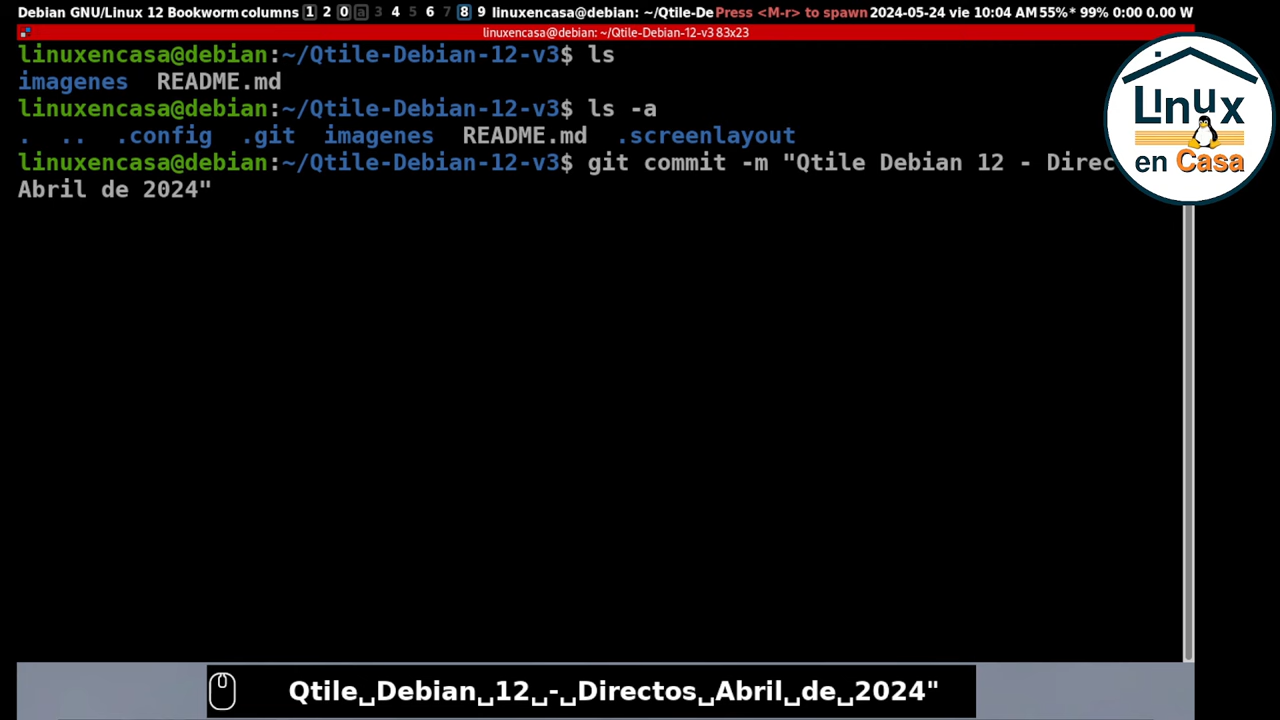 Debian GNU/Linux 12 Bookworm columns 1 2 0 a 3 4 5 6 7 8 9 linuxencasa@debian: ~/Qtile-De Press <M-r> to spawn 2024-05-24 vie 10:04 AM 55%* 99% 0:00 0.00 W
linuxencasa@debian: ~/Qtile-Debian-12-v3 83x23
linuxencasa@debian:~/Qtile-Debian-12-v3$ ls
imagenes README.md
linuxencasa@debian:~/Qtile-Debian-12-v3$ ls -a
. .. .config .git imagenes README.md .screenlayout
linuxencasa@debian:~/Qtile-Debian-12-v3$ git commit -m "Qtile Debian 12 - Direc
Abril de 2024"
Linux
en Casa
Qtile␣Debian␣12␣-␣Directos␣Abril␣de␣2024"